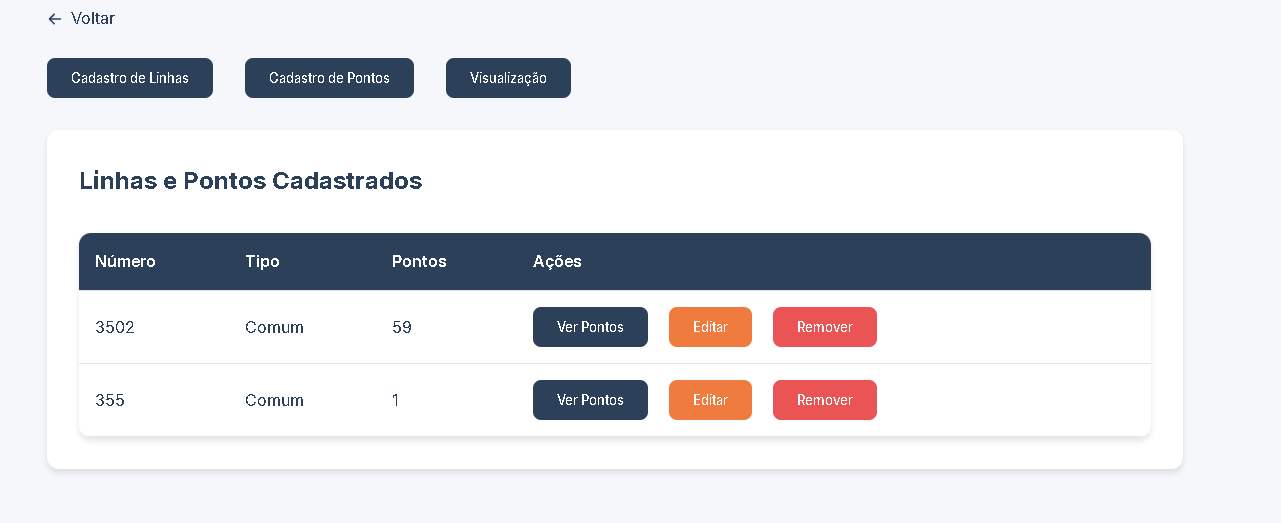 ← Voltar
Cadastro de Linhas Cadastro de Pontos Visualização
Linhas e Pontos Cadastrados
Número Tipo Pontos Ações
3502 Comum 59 Ver Pontos Editar Remover
355 Comum 1 Ver Pontos Editar Remover